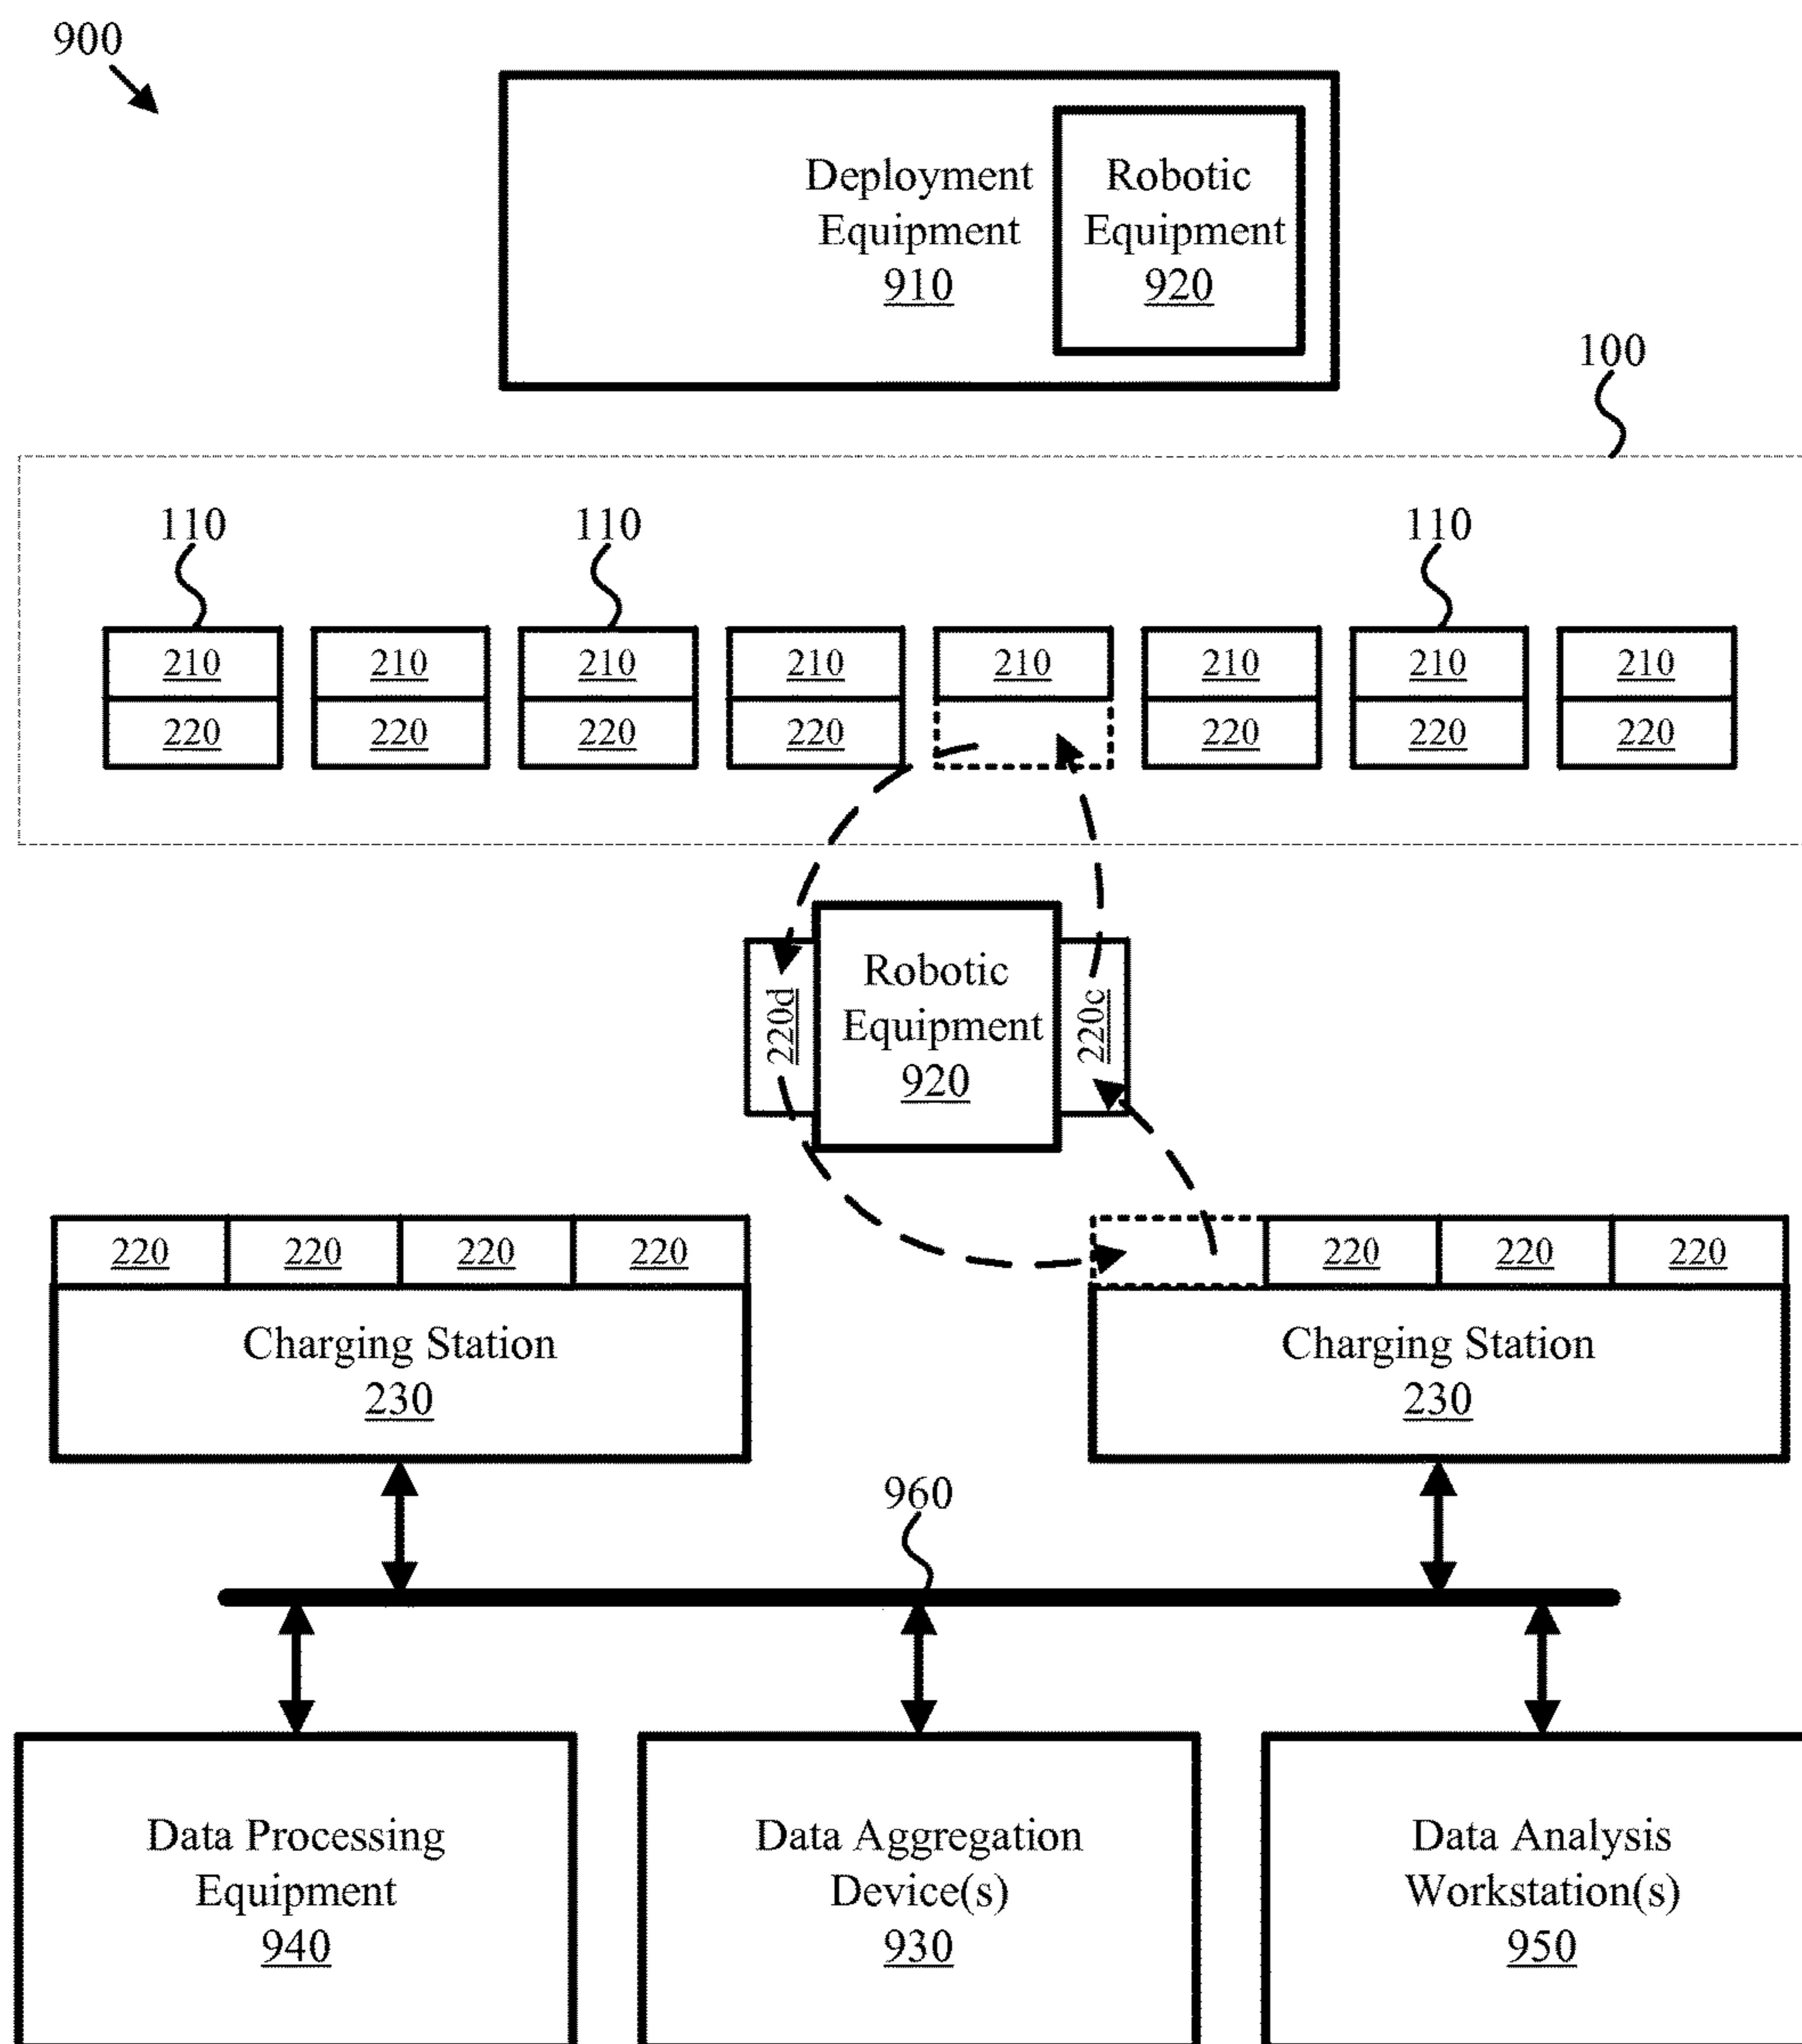 900
Deployment
Equipment
910
Robotic
Equipment
920
100
110 110 110
210 210 210 210 210 210 210 210
220 220 220 220 220 220 220
220d
Robotic
Equipment
920
220c
220 220 220 220
Charging Station
230
220 220 220
Charging Station
230
960
Data Processing
Equipment
940
Data Aggregation
Device(s)
930
Data Analysis
Workstation(s)
950